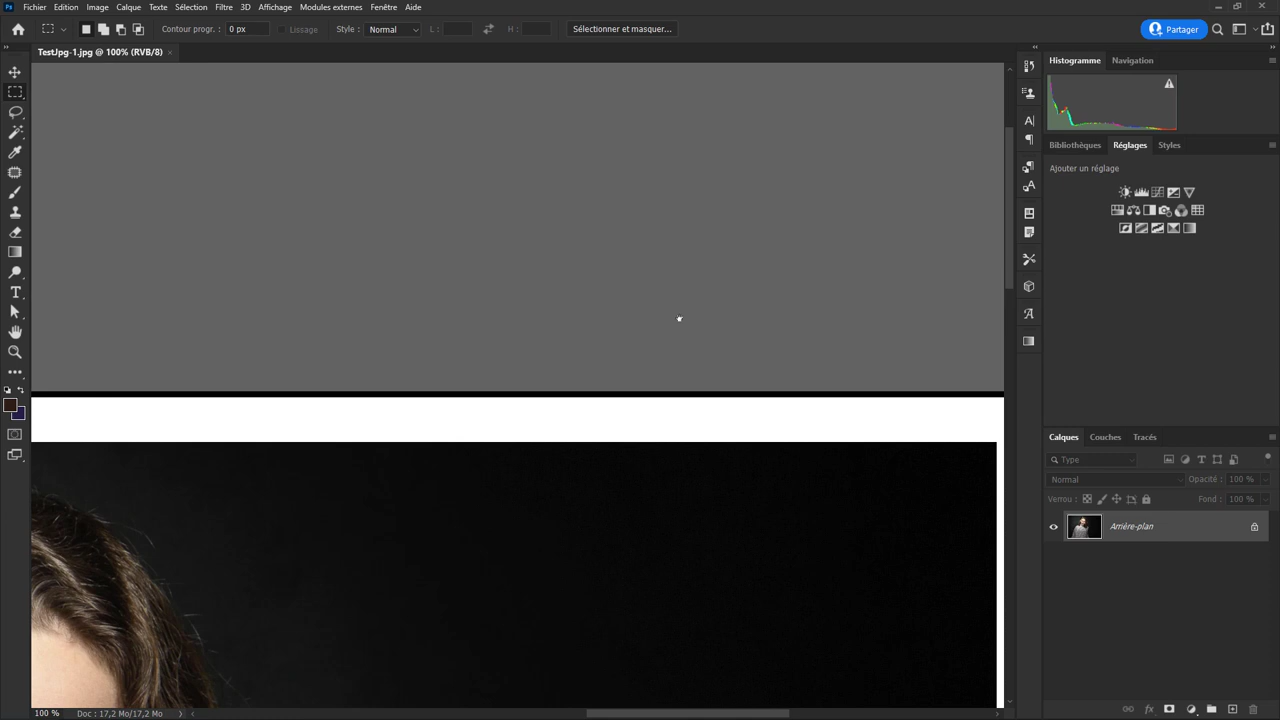 Ps Fichier Edition Image Calque Texte Sélection Filtre 3D Affichage Modules externes Fenêtre Aide
Contour progr. : 0 px Lissage Style : Normal L : H : Sélectionner et masquer... Partager
TestJpg-1.jpg @ 100% (RVB/8) ×
Histogramme Navigation
Bibliothèques Réglages Styles
Ajouter un réglage
Calques Couches Tracés
Type
Normal Opacité : 100 %
Verrou : Fond : 100 %
Arrière-plan
100 % Doc : 17,2 Mo/17,2 Mo